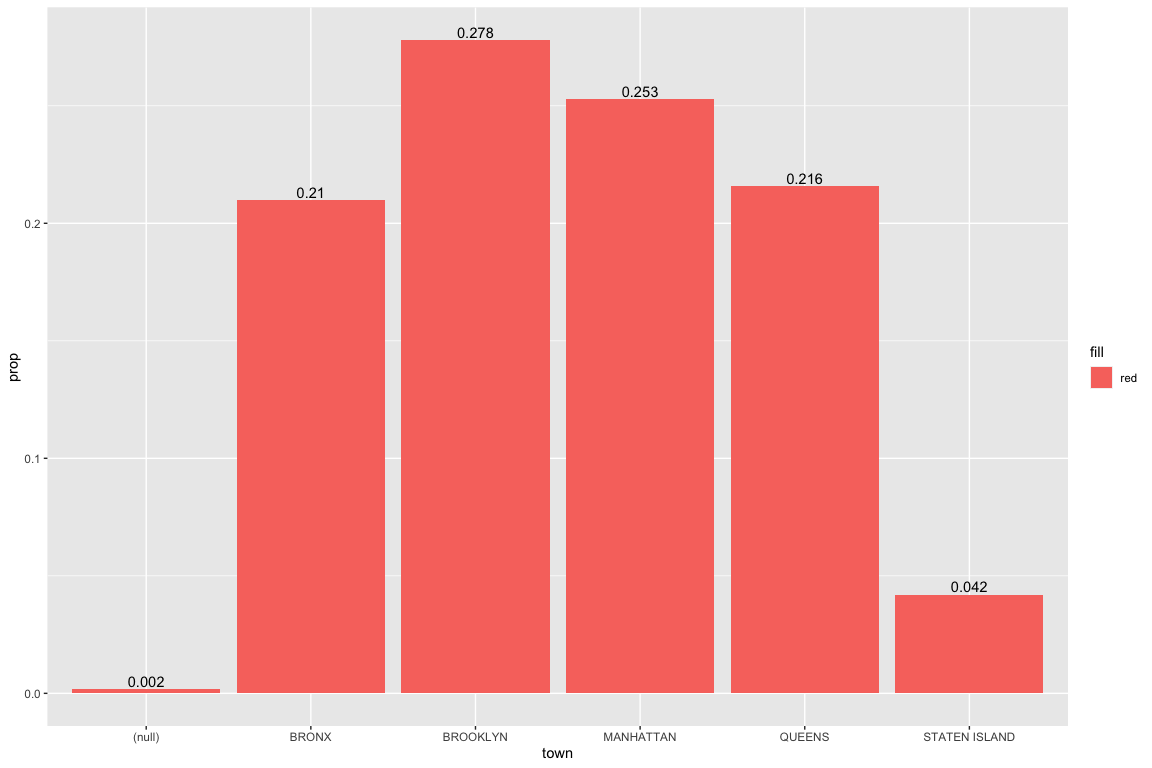 0.278
0.253
0.21
0.216
0.042
0.002
0.2
0.1
0.0
prop
(null) BRONX BROOKLYN MANHATTAN QUEENS STATEN ISLAND
town
fill
red